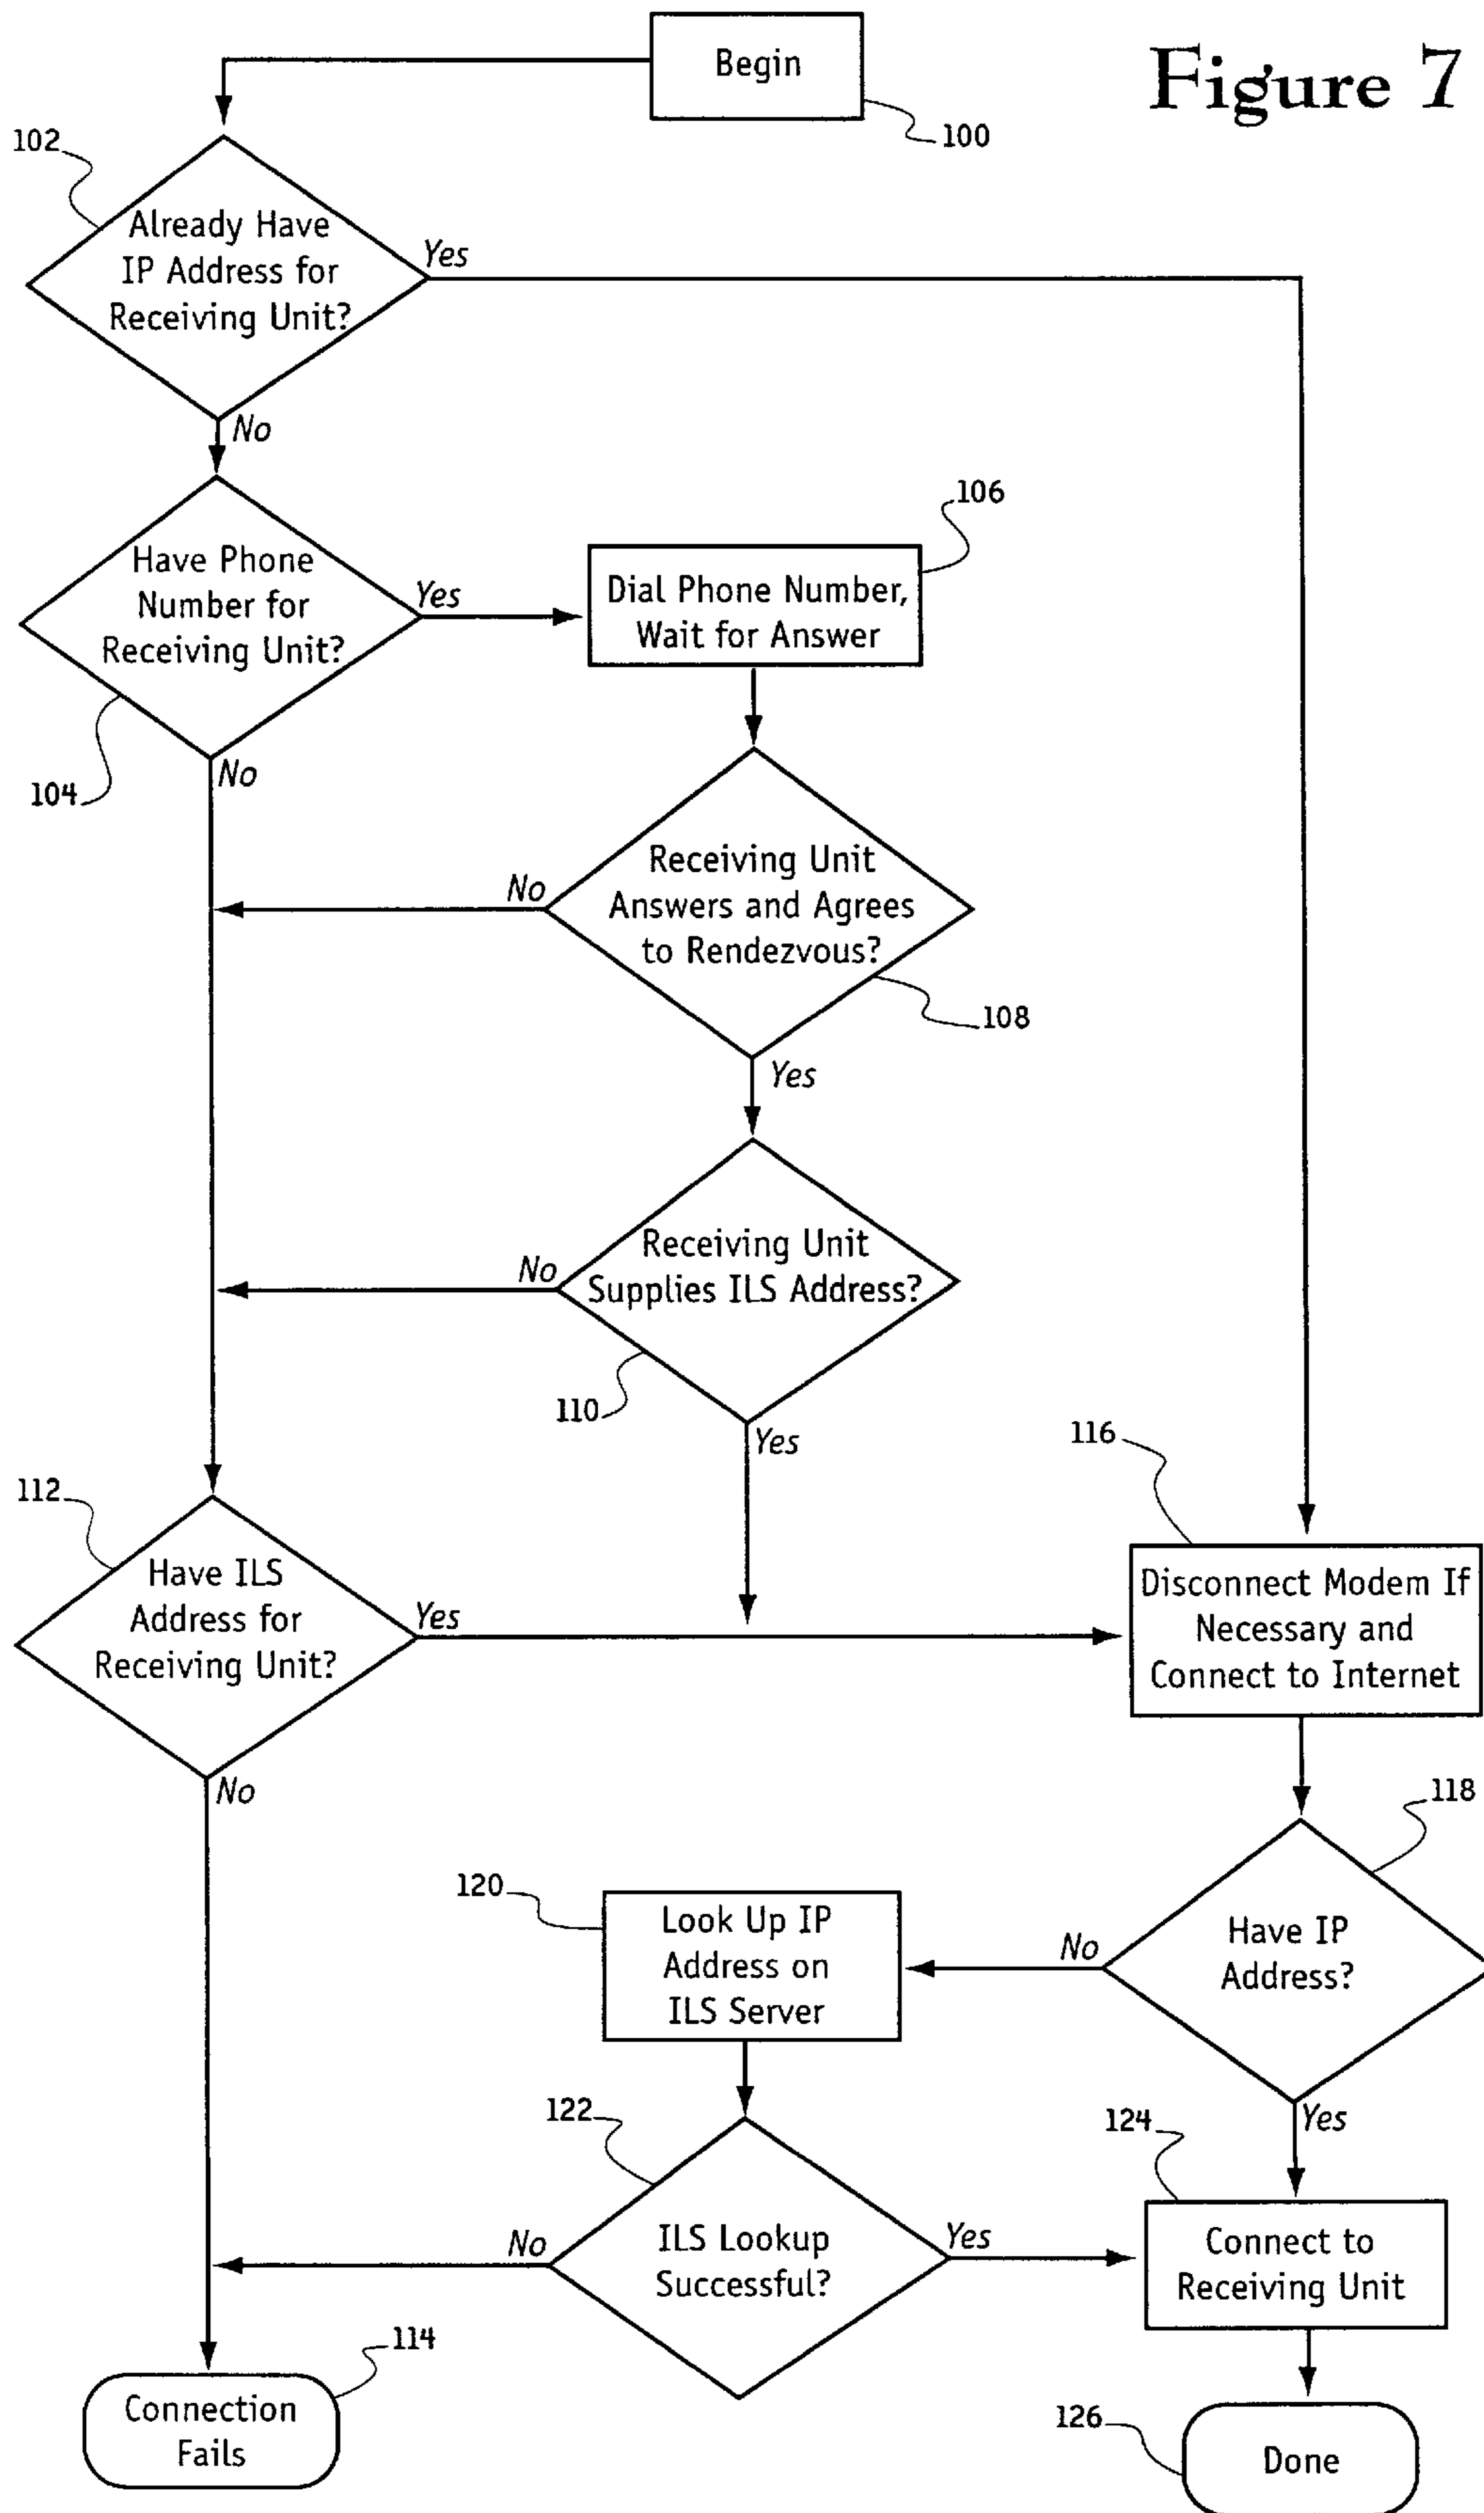 Figure 7
Begin
100
102
Already Have
IP Address for
Receiving Unit?
Yes
No
Have Phone
Number for
Receiving Unit?
Yes
106
Dial Phone Number,
Wait for Answer
104
No
Receiving Unit
Answers and Agrees
to Rendezvous?
No
108
Yes
Receiving Unit
Supplies ILS Address?
No
110
Yes
112
Have ILS
Address for
Receiving Unit?
Yes
116
Disconnect Modem If
Necessary and
Connect to Internet
No
118
Have IP
Address?
No
120
Look Up IP
Address on
ILS Server
Yes
122
ILS Lookup
Successful?
No
Yes
124
Connect to
Receiving Unit
114
Connection
Fails
126
Done